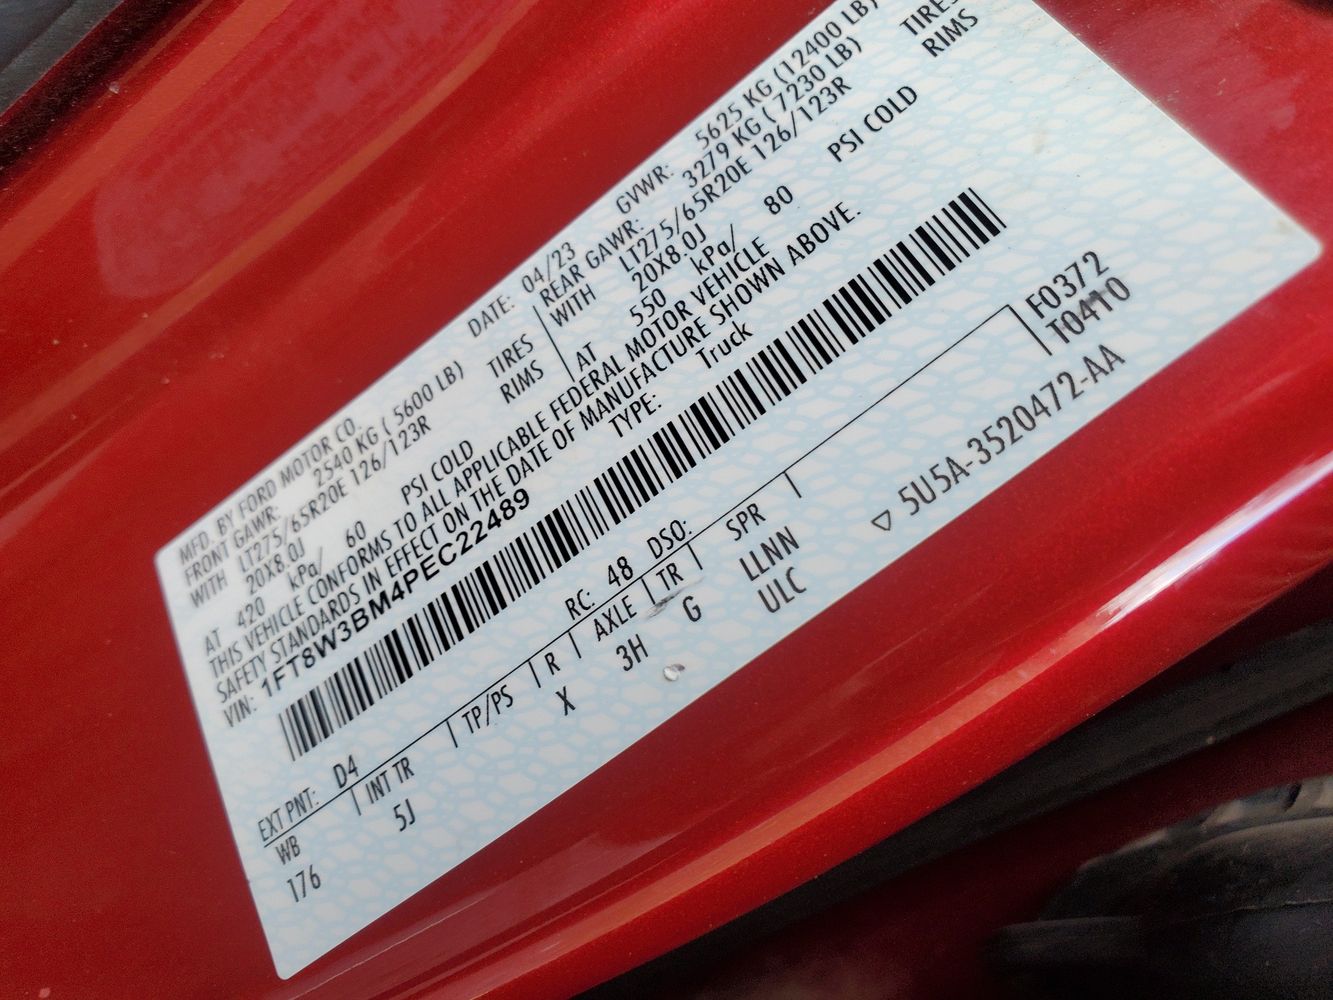 MFD. BY FORD MOTOR CO. DATE: 04/23 GVWR: 5625 KG (12400 LB)
FRONT GAWR: 2540 KG ( 5600 LB) REAR GAWR: 3279 KG ( 7230 LB)
WITH LT275/65R20E 126/123R TIRES WITH LT275/65R20E 126/123R TIRES
20X8.0J RIMS 20X8.0J RIMS
AT 420 kPa/ 60 PSI COLD AT 550 kPa/ 80 PSI COLD
THIS VEHICLE CONFORMS TO ALL APPLICABLE FEDERAL MOTOR VEHICLE
SAFETY STANDARDS IN EFFECT ON THE DATE OF MANUFACTURE SHOWN ABOVE.
VIN: 1FT8W3BM4PEC22489 TYPE: Truck
EXT PNT: D4 RC: 48 DSO: F0372
WB INT TR TP/PS R AXLE TR SPR T0410
176 5J X 3H G LLNN
ULC
▽ 5U5A-3520472-AA